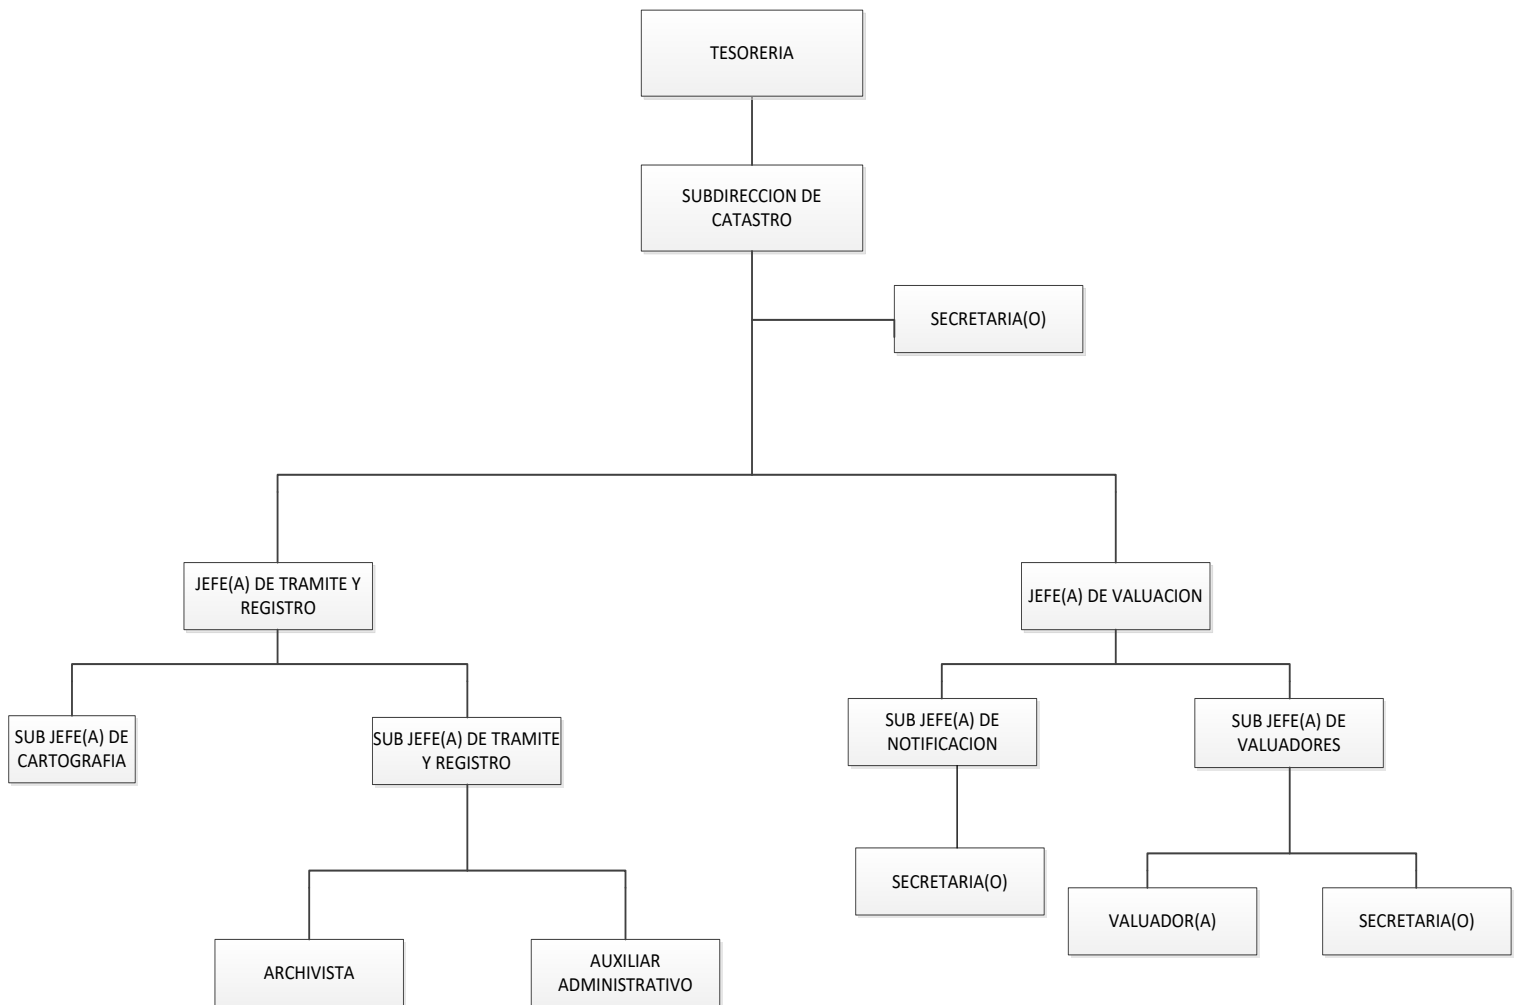 TESORERIA
SUBDIRECCION DE
CATASTRO
SECRETARIA(O)
JEFE(A) DE TRAMITE Y
REGISTRO
JEFE(A) DE VALUACION
SUB JEFE(A) DE
CARTOGRAFIA
SUB JEFE(A) DE TRAMITE
Y REGISTRO
SUB JEFE(A) DE
NOTIFICACION
SUB JEFE(A) DE
VALUADORES
SECRETARIA(O)
VALUADOR(A)
SECRETARIA(O)
ARCHIVISTA
AUXILIAR
ADMINISTRATIVO